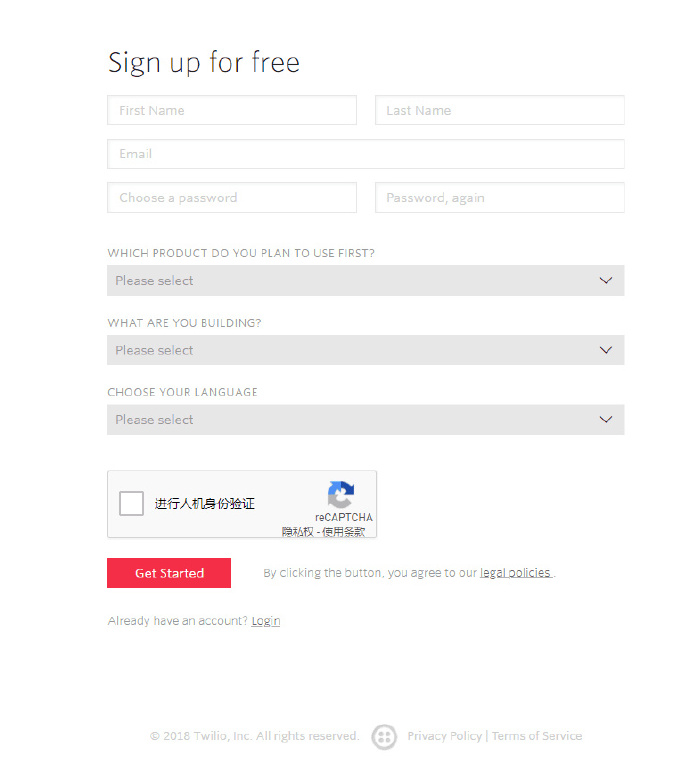 Sign up for free
First Name
Last Name
Email
Choose a password
Password, again
WHICH PRODUCT DO YOU PLAN TO USE FIRST?
Please select
WHAT ARE YOU BUILDING?
Please select
CHOOSE YOUR LANGUAGE
Please select
进行人机身份验证
reCAPTCHA
隐私权 - 使用条款
Get Started
By clicking the button, you agree to our legal policies .
Already have an account? Login
© 2018 Twilio, Inc. All rights reserved.
Privacy Policy | Terms of Service